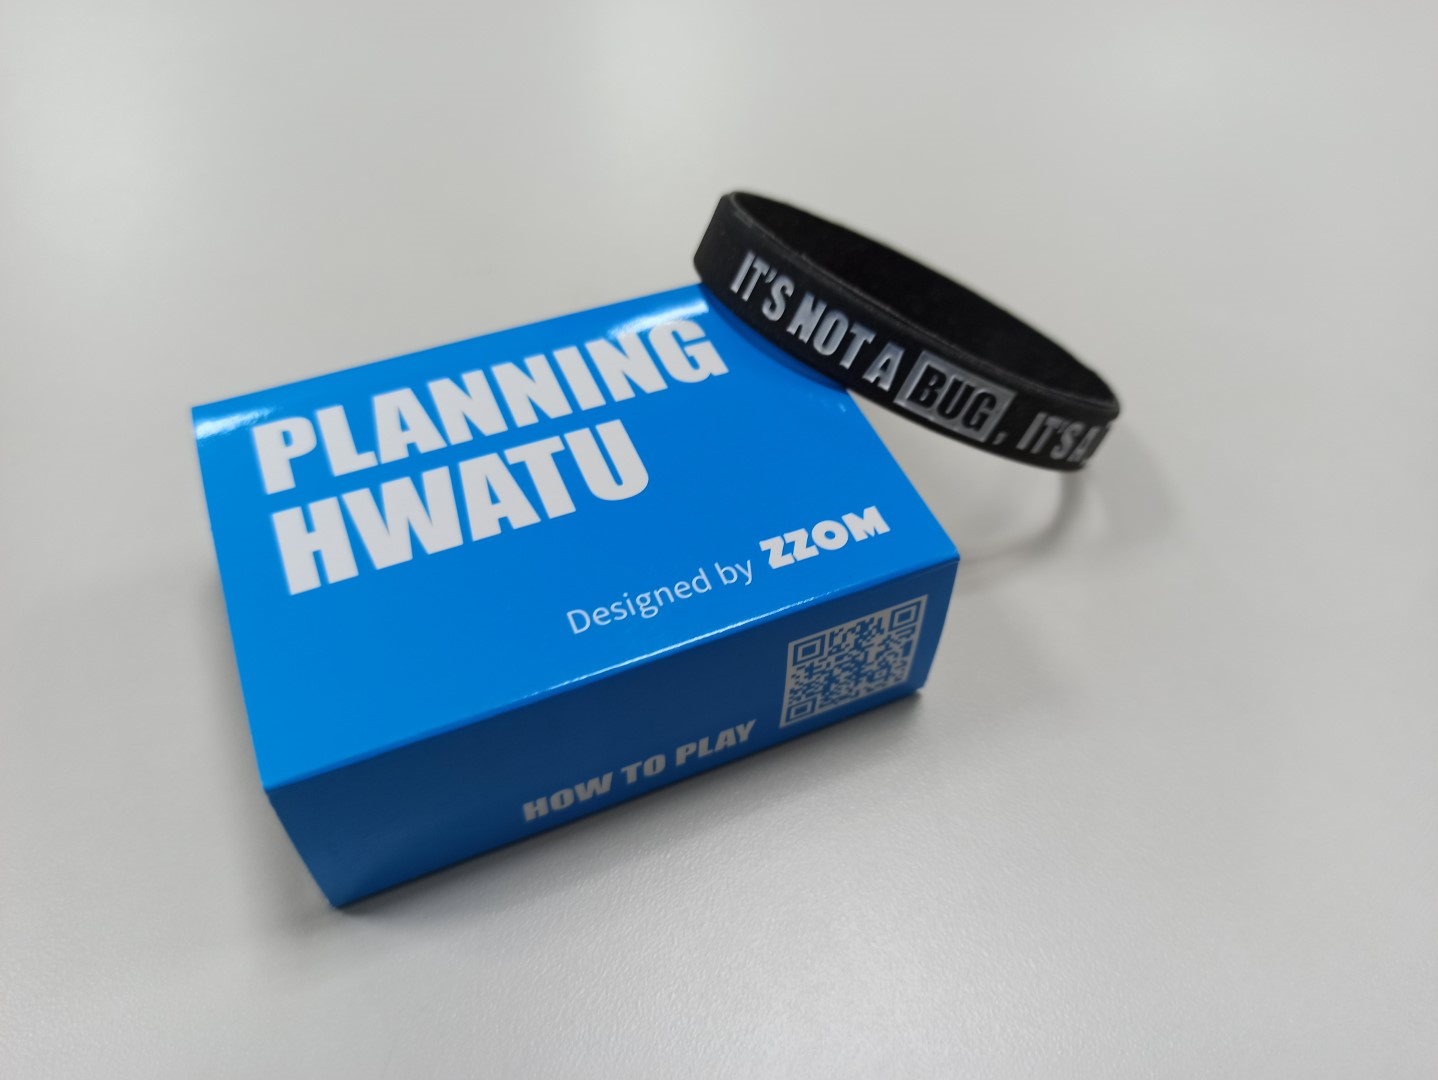 IT'S NOT A BUG, IT'S A
PLANNING
HWATU
Designed by ZZOM
HOW TO PLAY